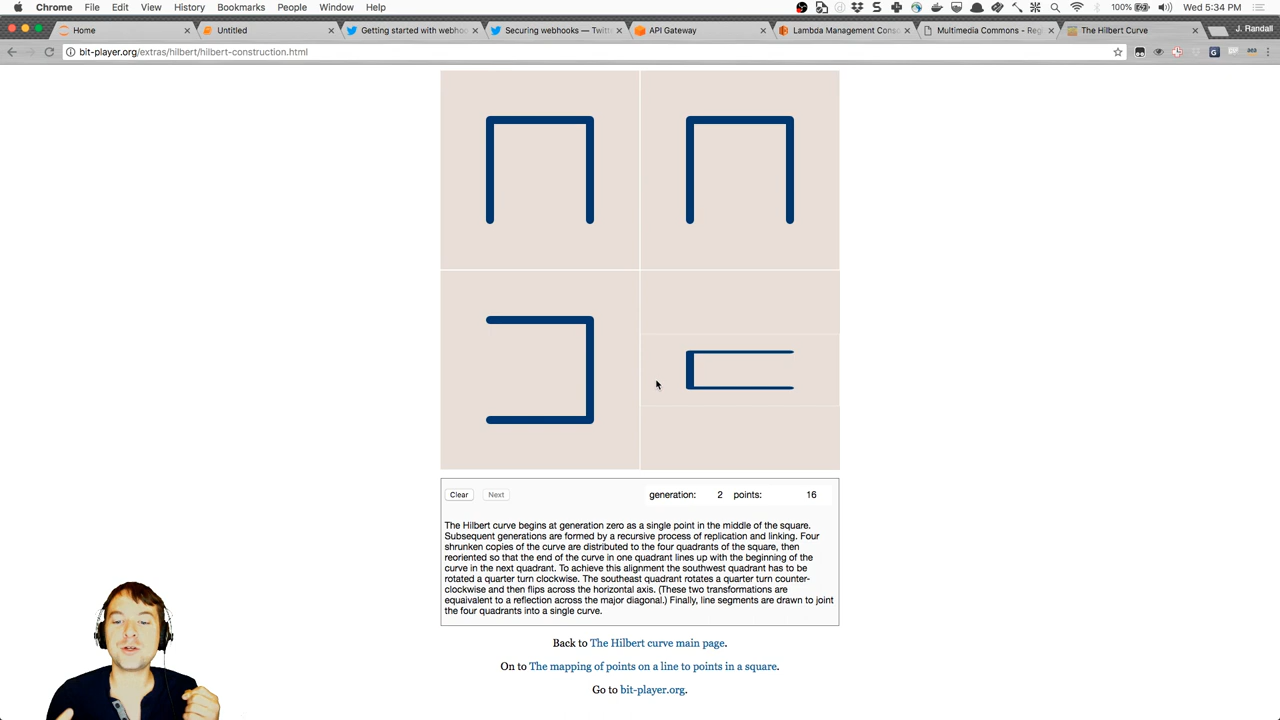 Chrome File Edit View History Bookmarks People Window Help 100% Wed 5:34 PM
Home Untitled Getting started with webho Securing webhooks — Twitt API Gateway Lambda Management Cons Multimedia Commons - Reg The Hilbert Curve J. Randall
bit-player.org/extras/hilbert/hilbert-construction.html
Clear Next generation: 2 points: 16
The Hilbert curve begins at generation zero as a single point in the middle of the square.
Subsequent generations are formed by a recursive process of replication and linking. Four
shrunken copies of the curve are distributed to the four quadrants of the square, then
reoriented so that the end of the curve in one quadrant lines up with the beginning of the
curve in the next quadrant. To achieve this alignment the southwest quadrant has to be
rotated a quarter turn clockwise. The southeast quadrant rotates a quarter turn counter-
clockwise and then flips across the horizontal axis. (These two transformations are
equaivalent to a reflection across the major diagonal.) Finally, line segments are drawn to joint
the four quadrants into a single curve.
Back to The Hilbert curve main page.
On to The mapping of points on a line to points in a square.
Go to bit-player.org.